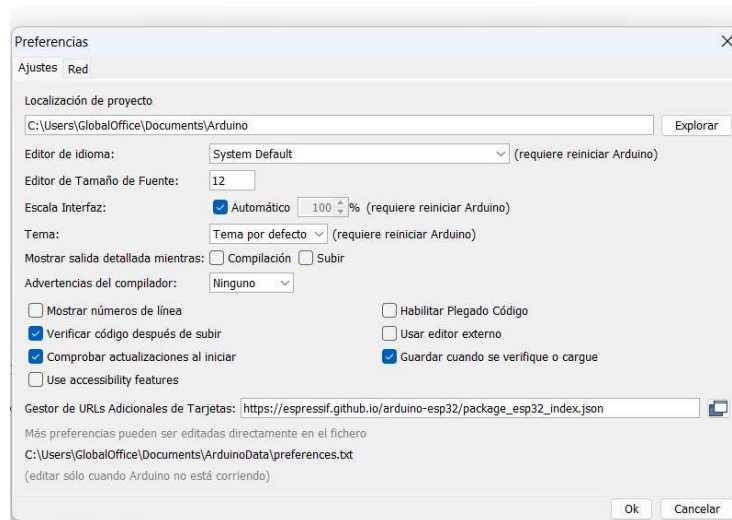 Preferencias
Ajustes Red
Localización de proyecto
C:\Users\GlobalOffice\Documents\Arduino Explorar
Editor de idioma: System Default (requiere reiniciar Arduino)
Editor de Tamaño de Fuente: 12
Escala Interfaz: Automático 100 % (requiere reiniciar Arduino)
Tema: Tema por defecto (requiere reiniciar Arduino)
Mostrar salida detallada mientras: Compilación Subir
Advertencias del compilador: Ninguno
Mostrar números de línea Habilitar Plegado Código
Verificar código después de subir Usar editor externo
Comprobar actualizaciones al iniciar Guardar cuando se verifique o cargue
Use accessibility features
Gestor de URLs Adicionales de Tarjetas: https://espressif.github.io/arduino-esp32/package_esp32_index.json
Más preferencias pueden ser editadas directamente en el fichero
C:\Users\GlobalOffice\Documents\ArduinoData\preferences.txt
(editar sólo cuando Arduino no está corriendo)
Ok Cancelar